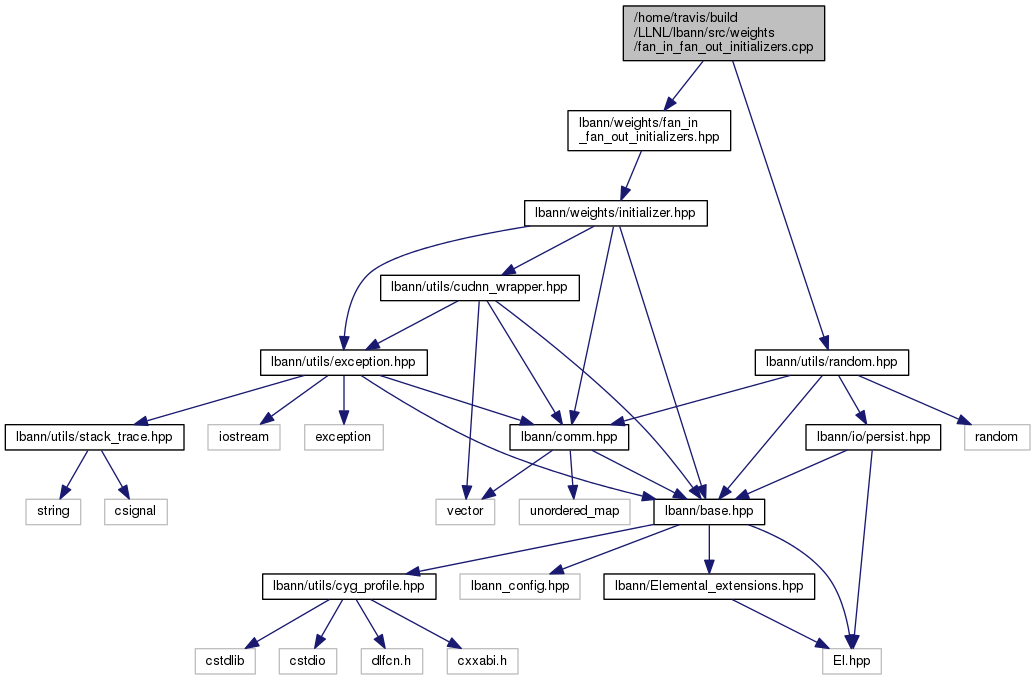 /home/travis/build
/LLNL/lbann/src/weights
/fan_in_fan_out_initializers.cpp
lbann/weights/fan_in
_fan_out_initializers.hpp
lbann/weights/initializer.hpp
lbann/utils/cudnn_wrapper.hpp
lbann/utils/exception.hpp
lbann/utils/random.hpp
lbann/utils/stack_trace.hpp
iostream
exception
lbann/comm.hpp
lbann/io/persist.hpp
random
string
csignal
vector
unordered_map
lbann/base.hpp
lbann/utils/cyg_profile.hpp
lbann_config.hpp
lbann/Elemental_extensions.hpp
cstdlib
cstdio
dlfcn.h
cxxabi.h
El.hpp